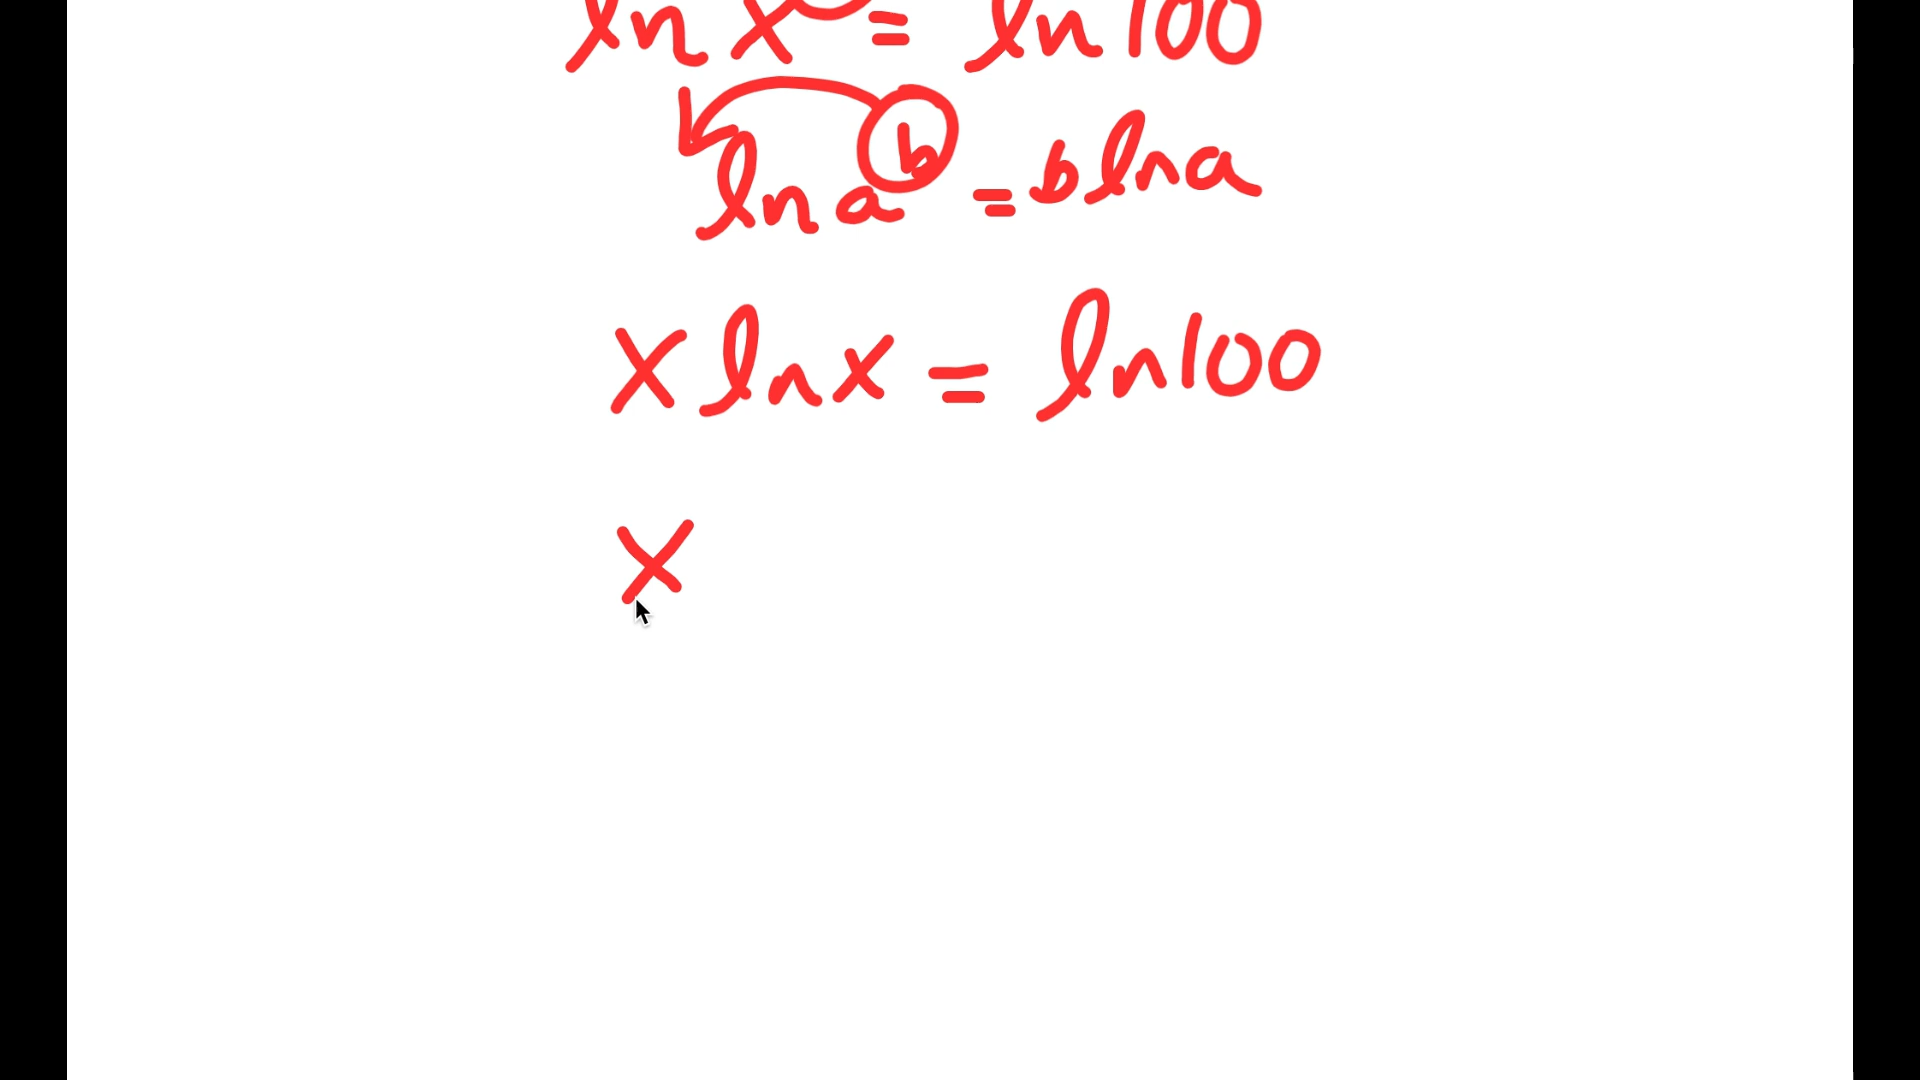 ln x = ln 100
ln a^b = b ln a
x ln x = ln 100
x